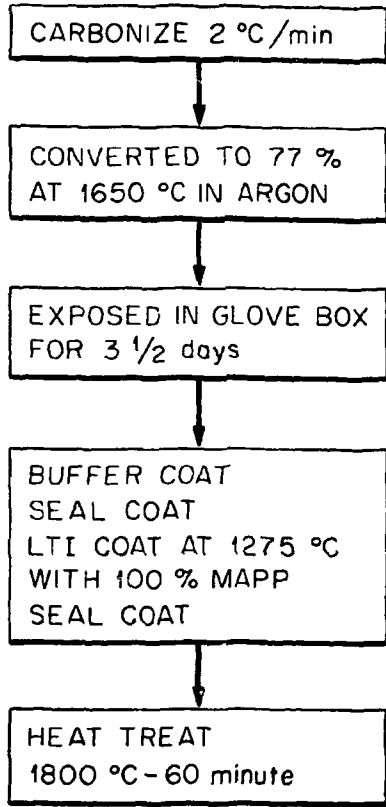 CARBONIZE 2 °C/min
CONVERTED TO 77 %
AT 1650 °C IN ARGON
EXPOSED IN GLOVE BOX
FOR 3 1/2 days
BUFFER COAT
SEAL COAT
LTI COAT AT 1275 °C
WITH 100 % MAPP
SEAL COAT
HEAT TREAT
1800 °C-60 minute